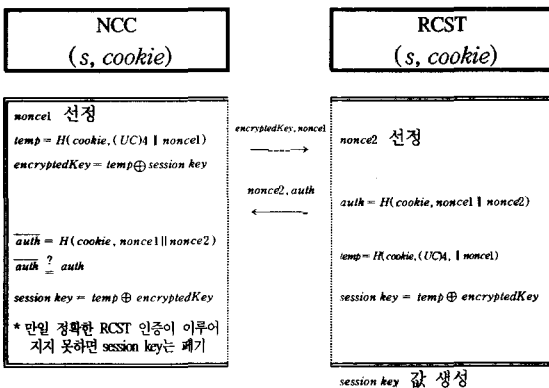 NCC
(s, cookie)
RCST
(s, cookie)
nonce1 선정
temp = H(cookie, (UC)4 ∥ nonce1)
encryptedKey = temp⊕session key
encryptedKey, nonce1
nonce2 선정
nonce2, auth
auth = H(cookie, nonce1 ∥ nonce2)
a̅u̅t̅h̅ = H(cookie, nonce1||nonce2)
a̅u̅t̅h̅ ≟ auth
temp = H(cookie, (UC)4, ∥ nonce1)
session key = temp ⊕ encryptedKey
session key = temp ⊕ encryptedKey
* 만일 정확한 RCST 인증이 이루어
지지 못하면 session key는 폐기
session key 값 생성